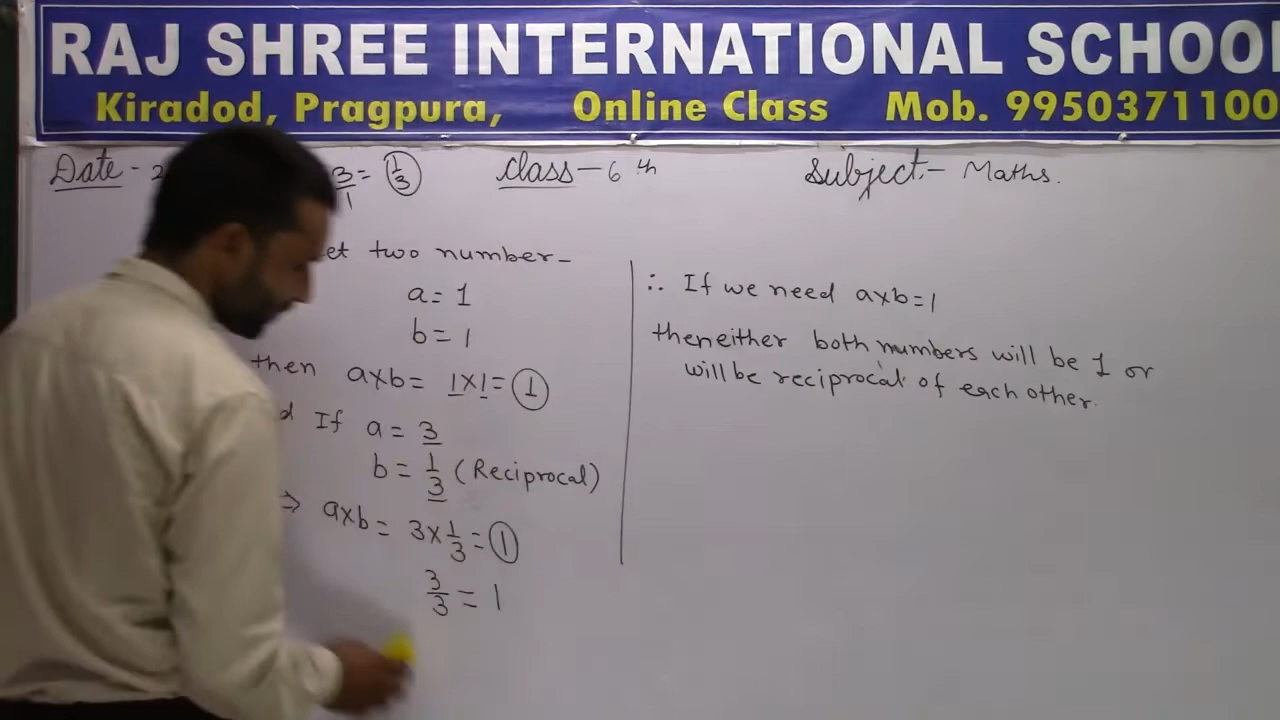 RAJ SHREE INTERNATIONAL SCHOOL
Kiradod, Pragpura, Online Class Mob. 9950371100
Date - 2 3/1 = 1/3 Class - 6 th Subject - Maths.
et two number -
a = 1
b = 1
then a×b = 1×1 = 1
d If a = 3
b = 1/3 (Reciprocal)
⇒ a×b = 3×1/3 = 1
3/3 = 1
∴ If we need a×b=1
then either both numbers will be 1 or
will be reciprocal of each other.